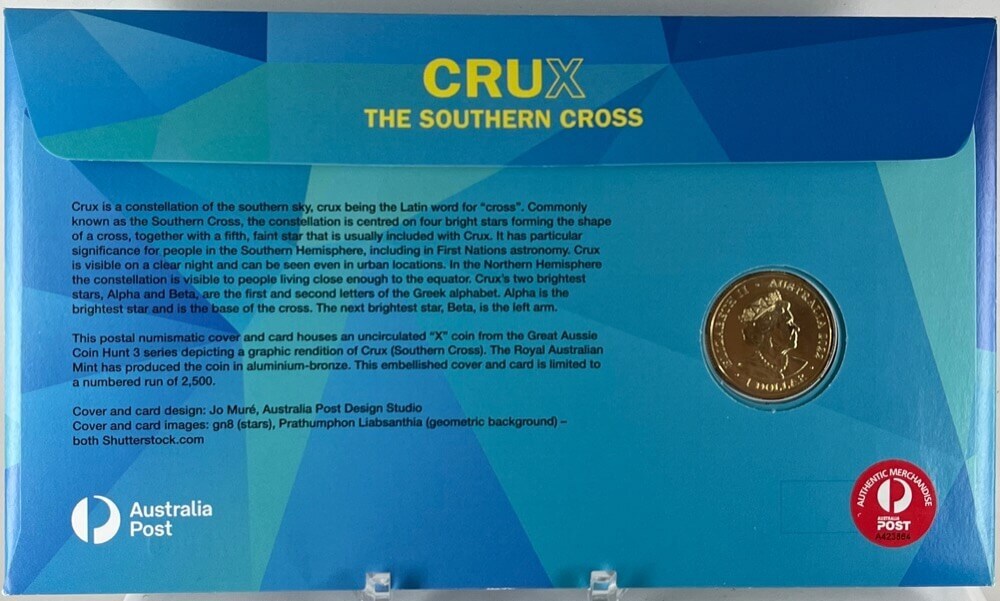 CRUX
THE SOUTHERN CROSS
Crux is a constellation of the southern sky, crux being the Latin word for “cross”. Commonly
known as the Southern Cross, the constellation is centred on four bright stars forming the shape
of a cross, together with a fifth, faint star that is usually included with Crux. It has particular
significance for people in the Southern Hemisphere, including in First Nations astronomy. Crux
is visible on a clear night and can be seen even in urban locations. In the Northern Hemisphere
the constellation is visible to people living close enough to the equator. Crux’s two brightest
stars, Alpha and Beta, are the first and second letters of the Greek alphabet. Alpha is the
brightest star and is the base of the cross. The next brightest star, Beta, is the left arm.
This postal numismatic cover and card houses an uncirculated “X” coin from the Great Aussie
Coin Hunt 3 series depicting a graphic rendition of Crux (Southern Cross). The Royal Australian
Mint has produced the coin in aluminium-bronze. This embellished cover and card is limited to
a numbered run of 2,500.
Cover and card design: Jo Muré, Australia Post Design Studio
Cover and card images: gn8 (stars), Prathumphon Liabsanthia (geometric background) –
both Shutterstock.com
ELIZABETH II • AUSTRALIA 2022
1 DOLLAR
Australia
Post
AUTHENTIC MERCHANDISE
AUSTRALIA
POST
A423884